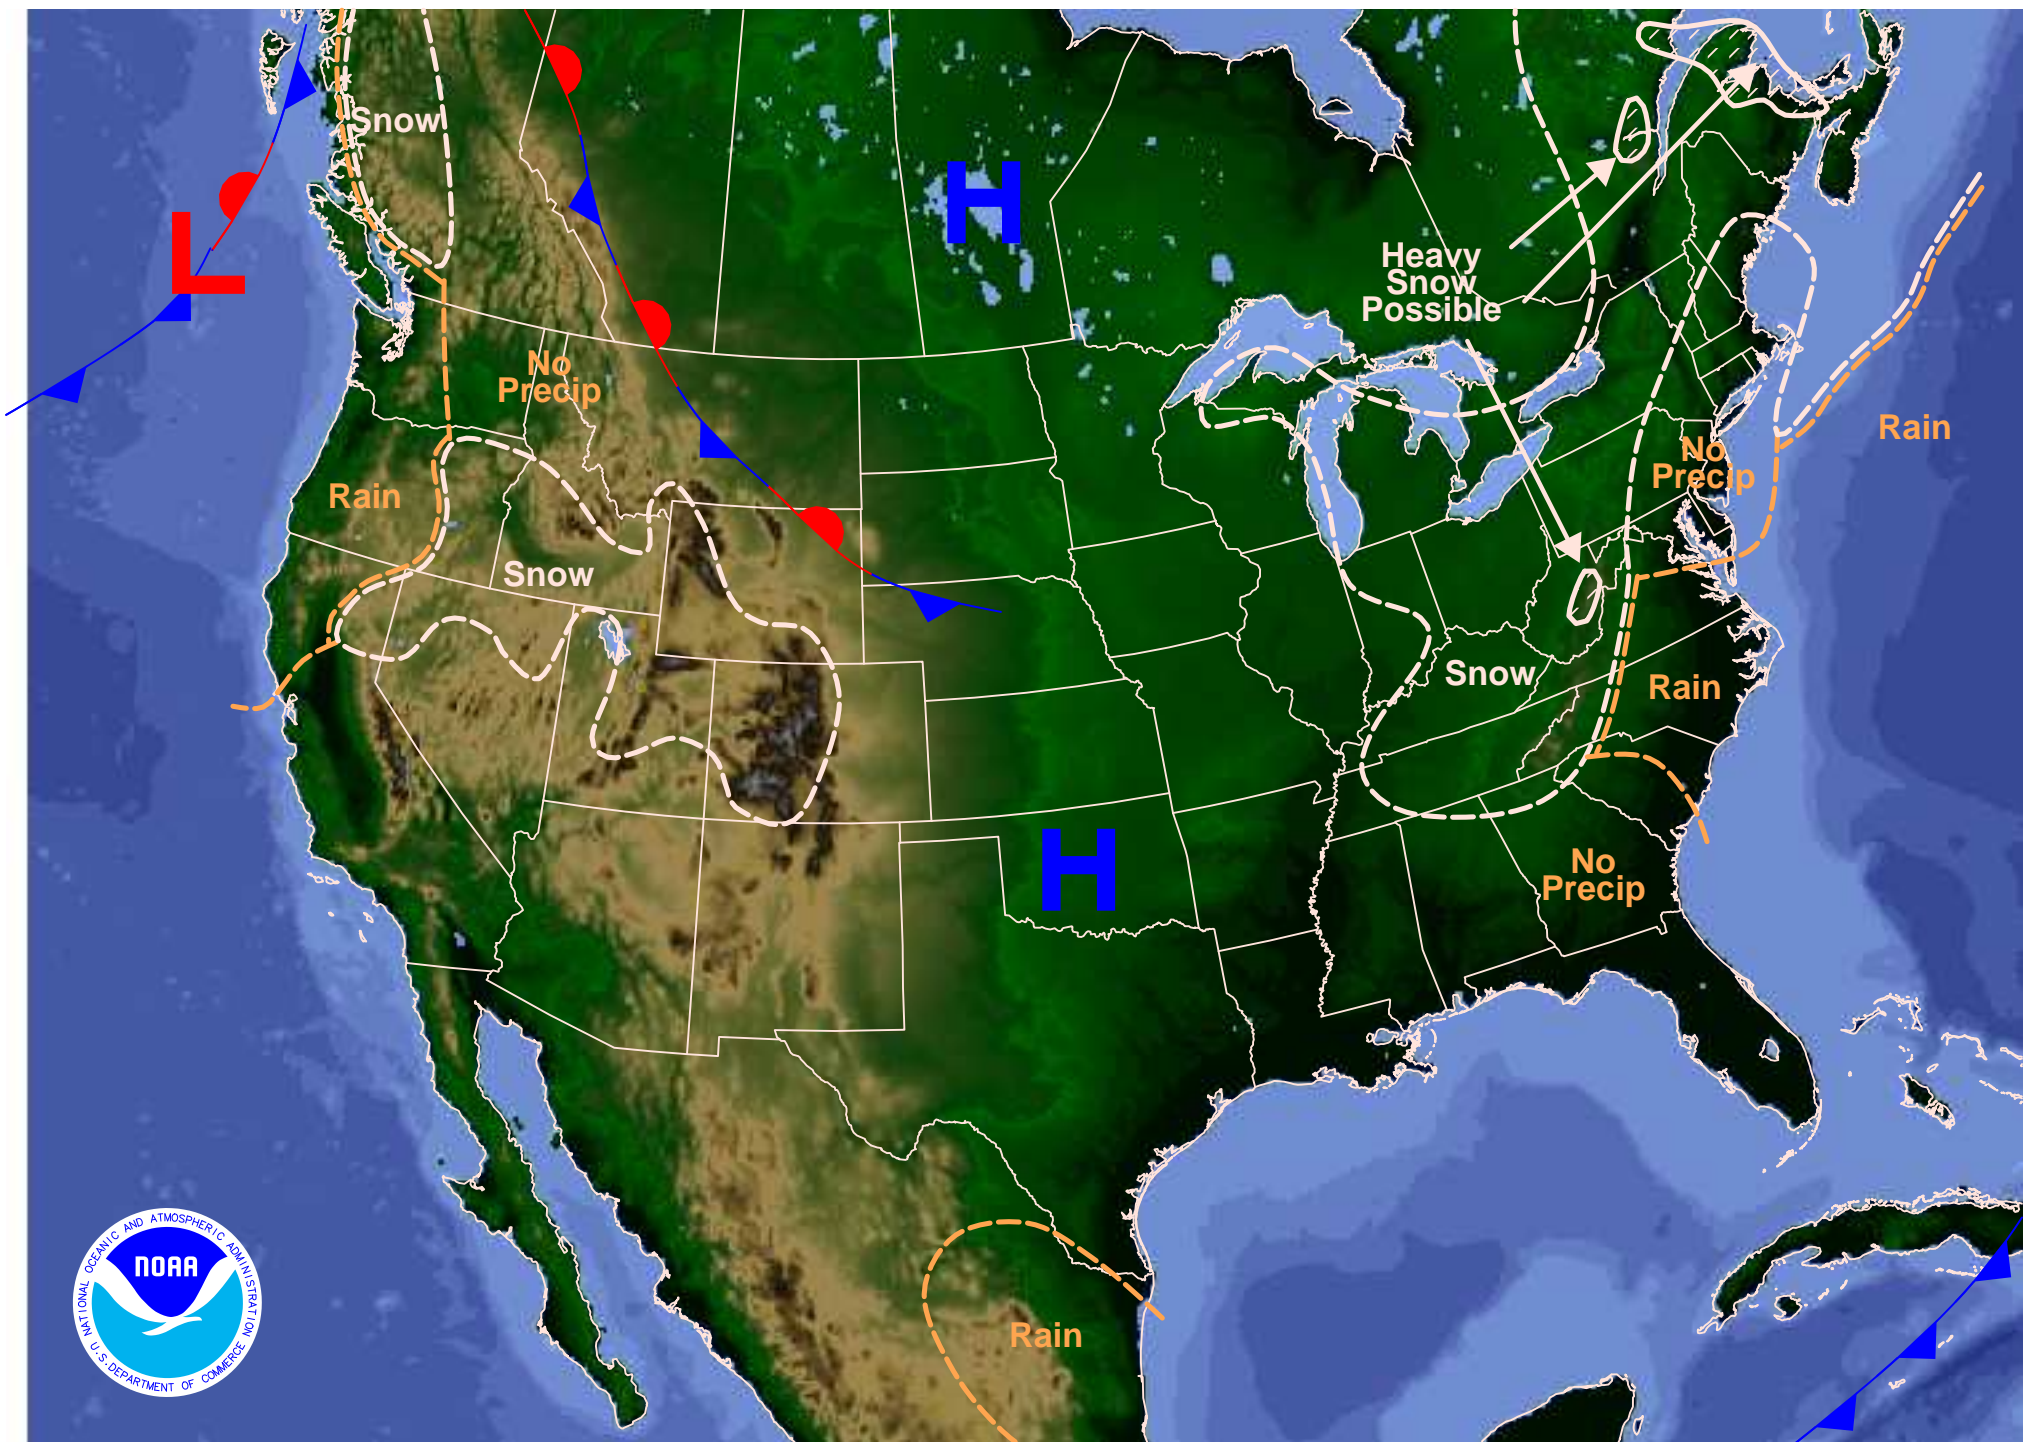 Snow
L
H
Heavy
Snow
Possible
No
Precip
Rain
No
Precip
Rain
Snow
Snow
Rain
H
No
Precip
Rain
NATIONAL OCEANIC AND ATMOSPHERIC ADMINISTRATION
NOAA
U.S. DEPARTMENT OF COMMERCE